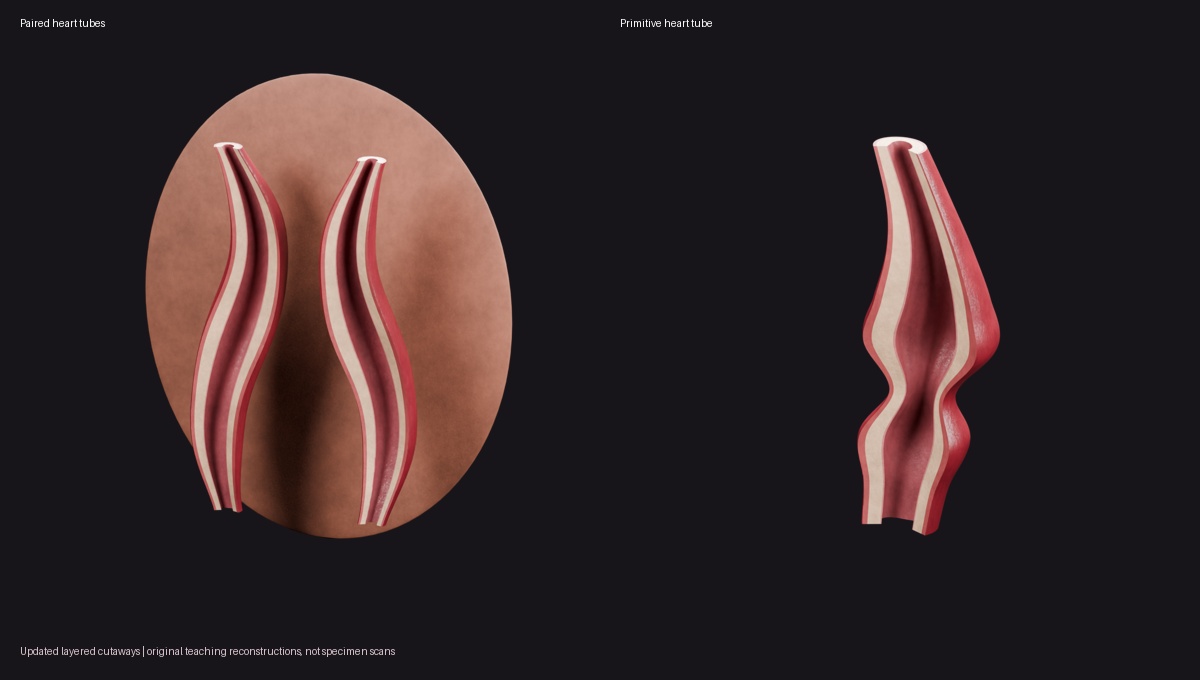 Paired heart tubes
Primitive heart tube
Updated layered cutaways | original teaching reconstructions, not specimen scans